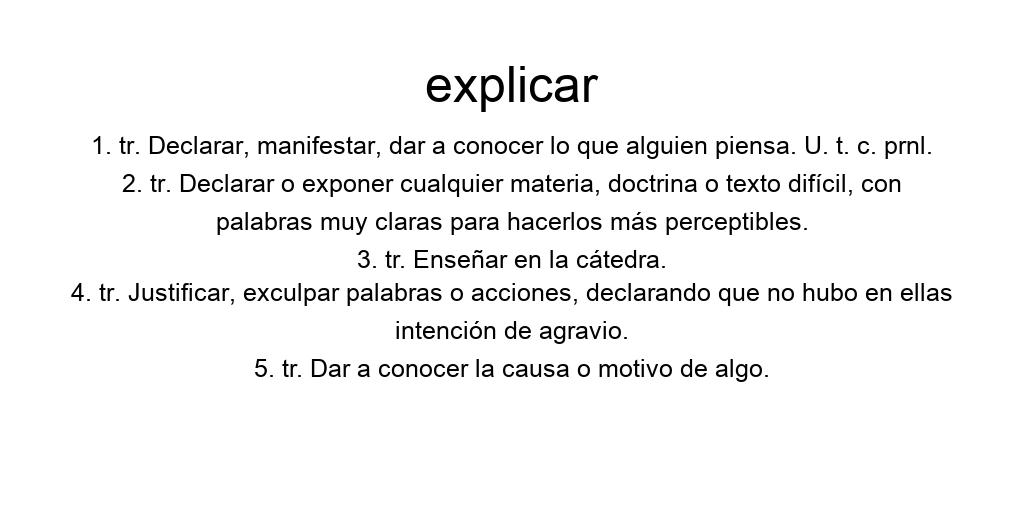 explicar
1. tr. Declarar, manifestar, dar a conocer lo que alguien piensa. U. t. c. prnl.
2. tr. Declarar o exponer cualquier materia, doctrina o texto difícil, con
palabras muy claras para hacerlos más perceptibles.
3. tr. Enseñar en la cátedra.
4. tr. Justificar, exculpar palabras o acciones, declarando que no hubo en ellas
intención de agravio.
5. tr. Dar a conocer la causa o motivo de algo.